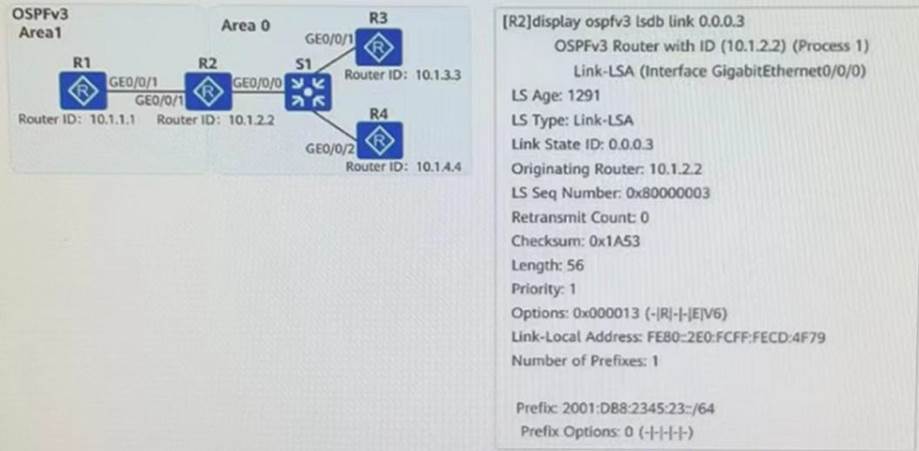 OSPFv3
Area1
Area 0
R3
GE0/0/1
Router ID: 10.1.3.3
R1
GE0/0/1
R2
GE0/0/1
GE0/0/0
S1
Router ID: 10.1.1.1
Router ID: 10.1.2.2
R4
GE0/0/2
Router ID: 10.1.4.4
[R2]display ospfv3 lsdb link 0.0.0.3
OSPFv3 Router with ID (10.1.2.2) (Process 1)
Link-LSA (Interface GigabitEthernet0/0/0)
LS Age: 1291
LS Type: Link-LSA
Link State ID: 0.0.0.3
Originating Router: 10.1.2.2
LS Seq Number: 0x80000003
Retransmit Count: 0
Checksum: 0x1A53
Length: 56
Priority: 1
Options: 0x000013 (-|R|-|-|E|V6)
Link-Local Address: FE80::2E0:FCFF:FECD:4F79
Number of Prefixes: 1
Prefix: 2001:DB8:2345:23::/64
Prefix Options: 0 (-|-|-|-|-)